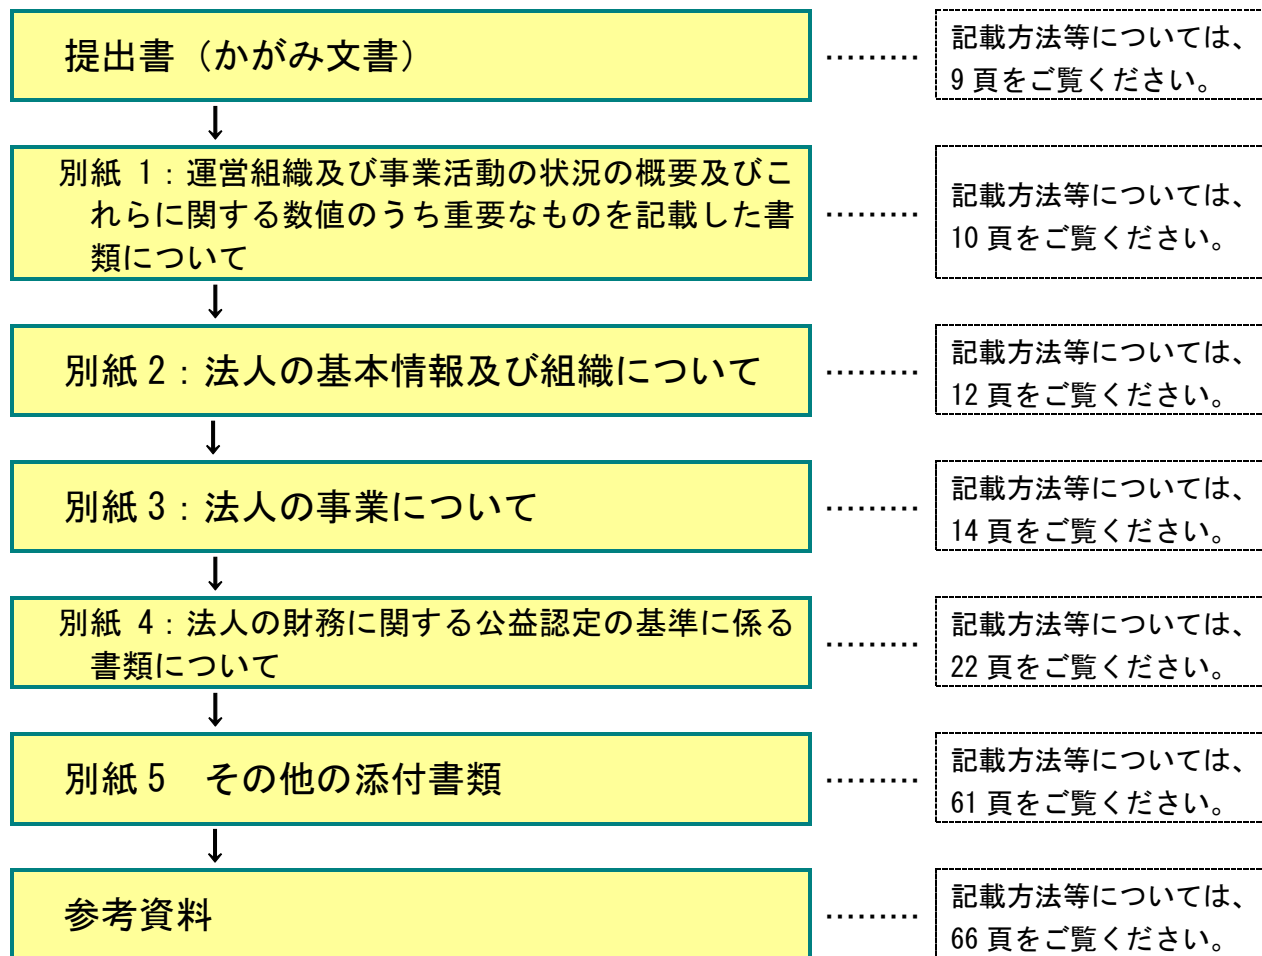 提出書（かがみ文書）
………
記載方法等については、
9 頁をご覧ください。
↓
別紙 1：運営組織及び事業活動の状況の概要及びこ
れらに関する数値のうち重要なものを記載した書
類について
………
記載方法等については、
10 頁をご覧ください。
↓
別紙 2：法人の基本情報及び組織について
………
記載方法等については、
12 頁をご覧ください。
↓
別紙 3：法人の事業について
………
記載方法等については、
14 頁をご覧ください。
↓
別紙 4：法人の財務に関する公益認定の基準に係る
書類について
………
記載方法等については、
22 頁をご覧ください。
↓
別紙 5　その他の添付書類
………
記載方法等については、
61 頁をご覧ください。
↓
参考資料
………
記載方法等については、
66 頁をご覧ください。